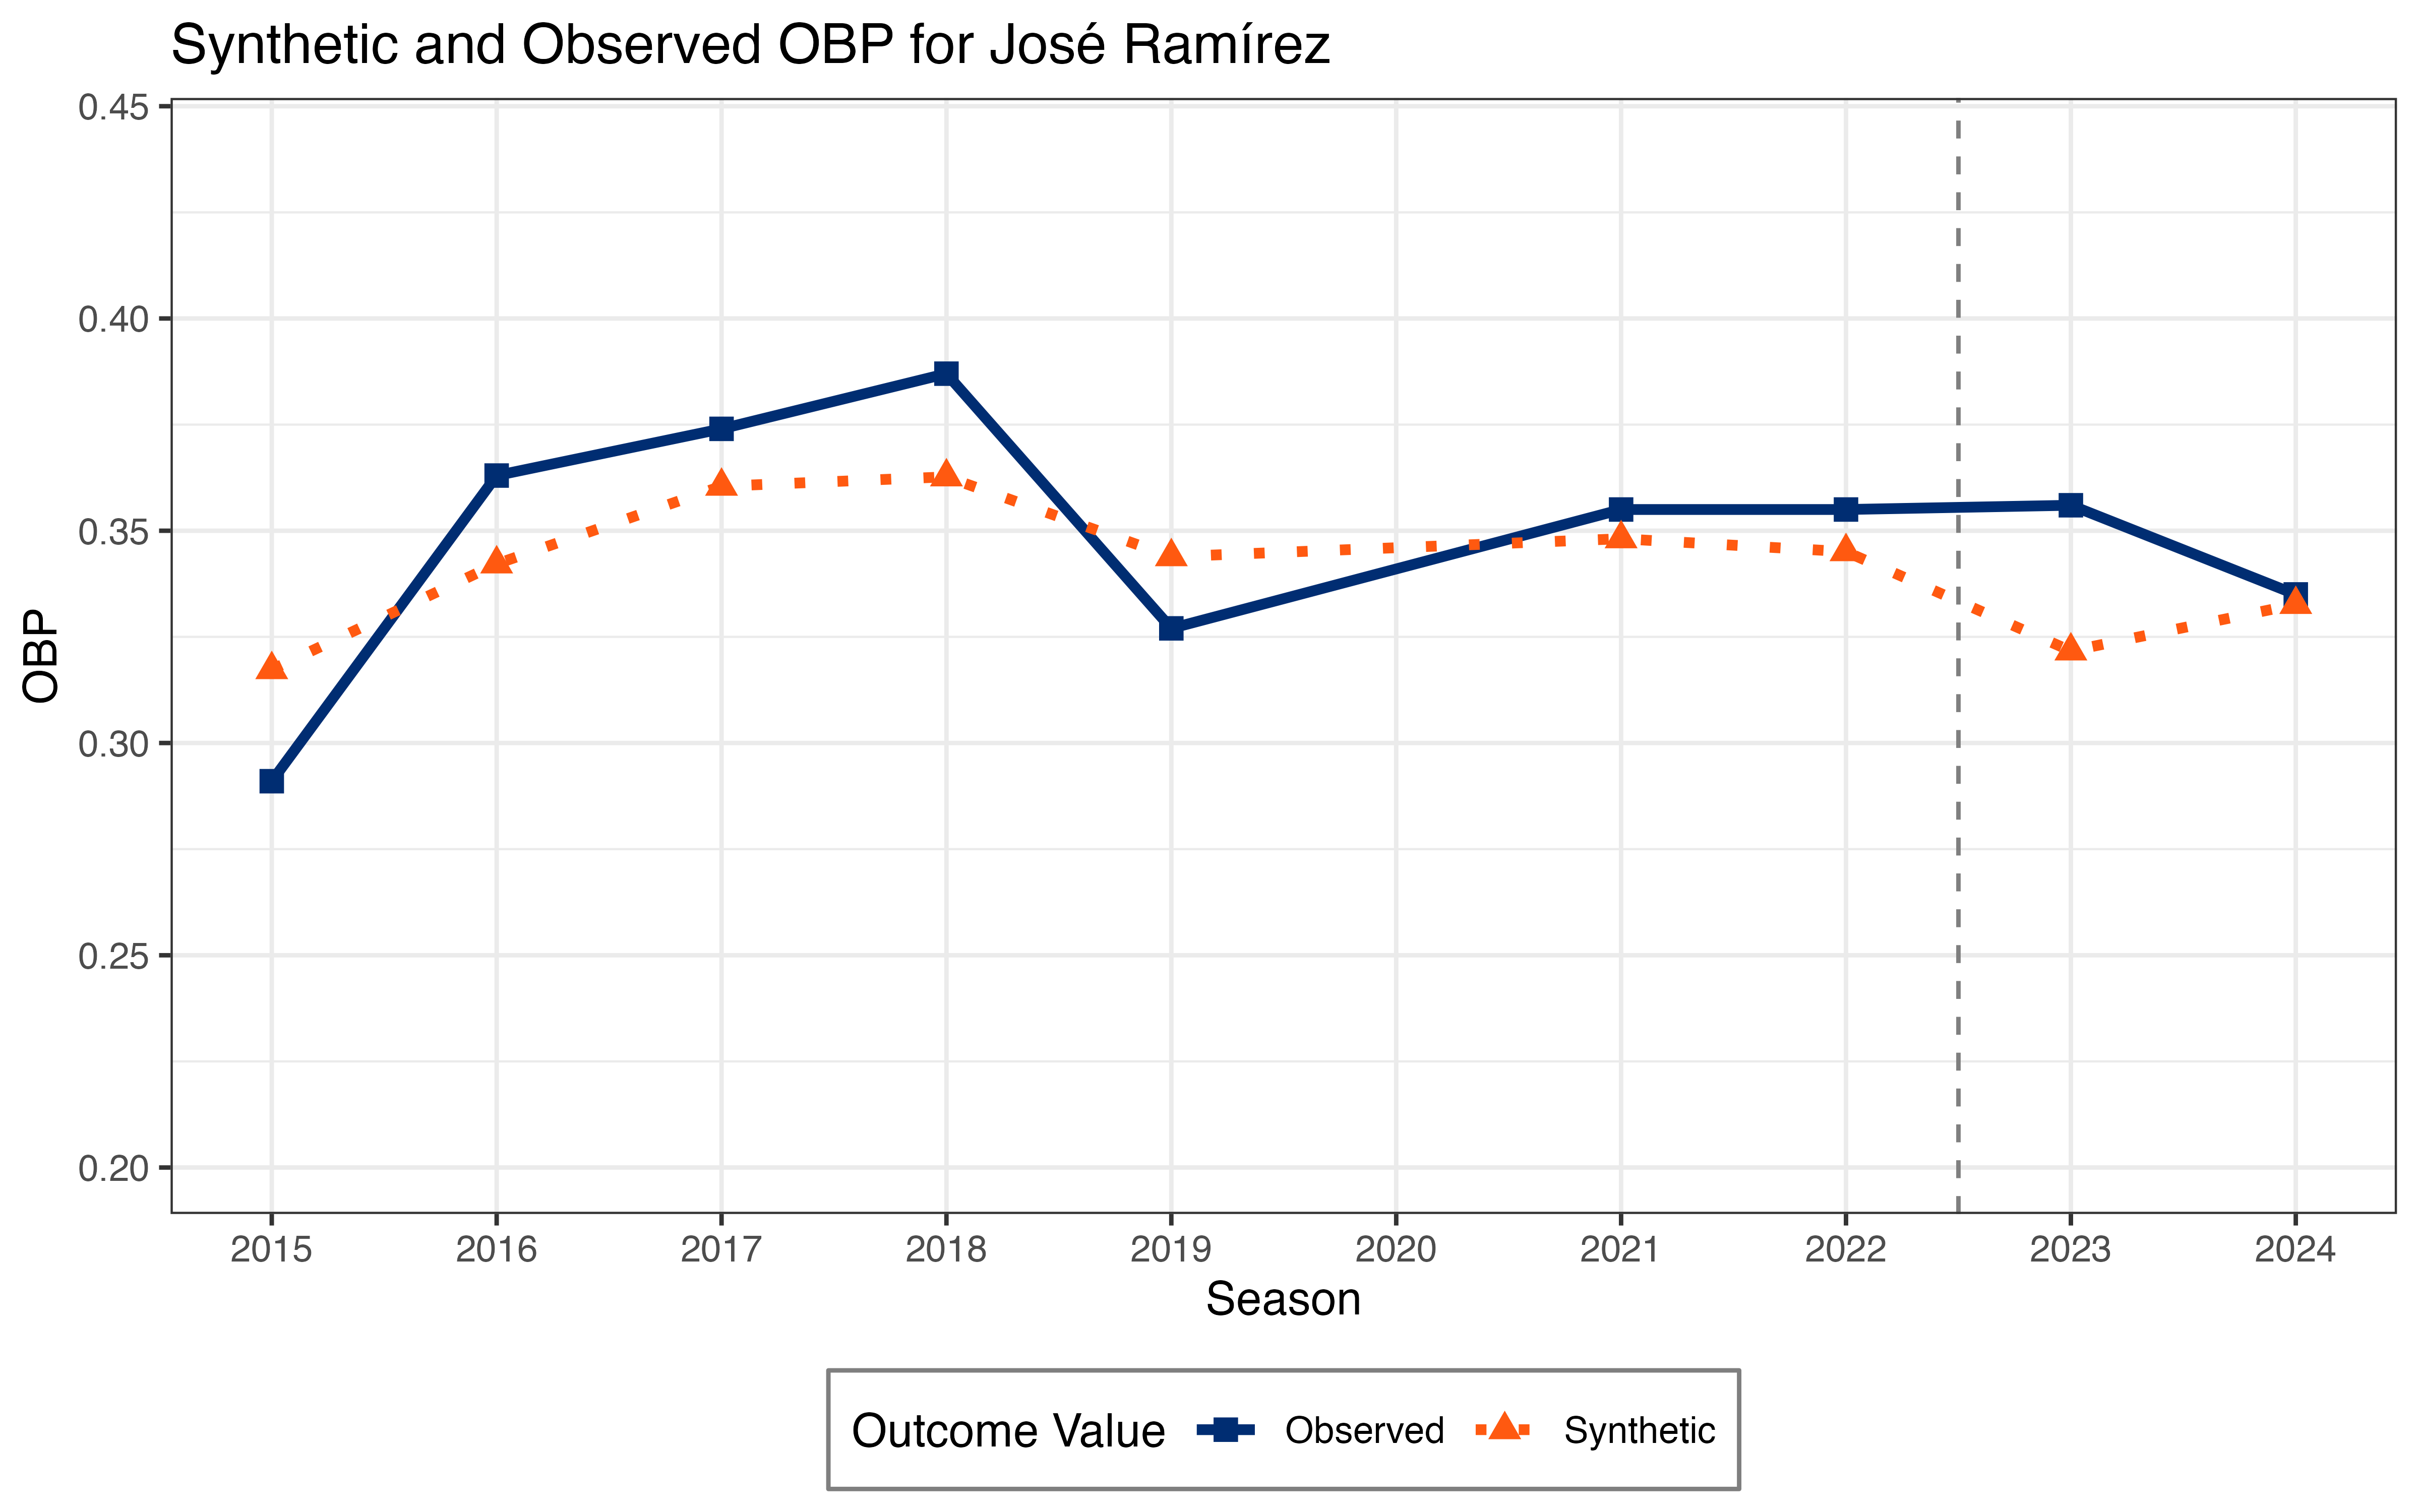 Synthetic and Observed OBP for José Ramírez
0.45
0.40
0.35
0.30
0.25
0.20
OBP
2015 2016 2017 2018 2019 2020 2021 2022 2023 2024
Season
Outcome Value Observed Synthetic